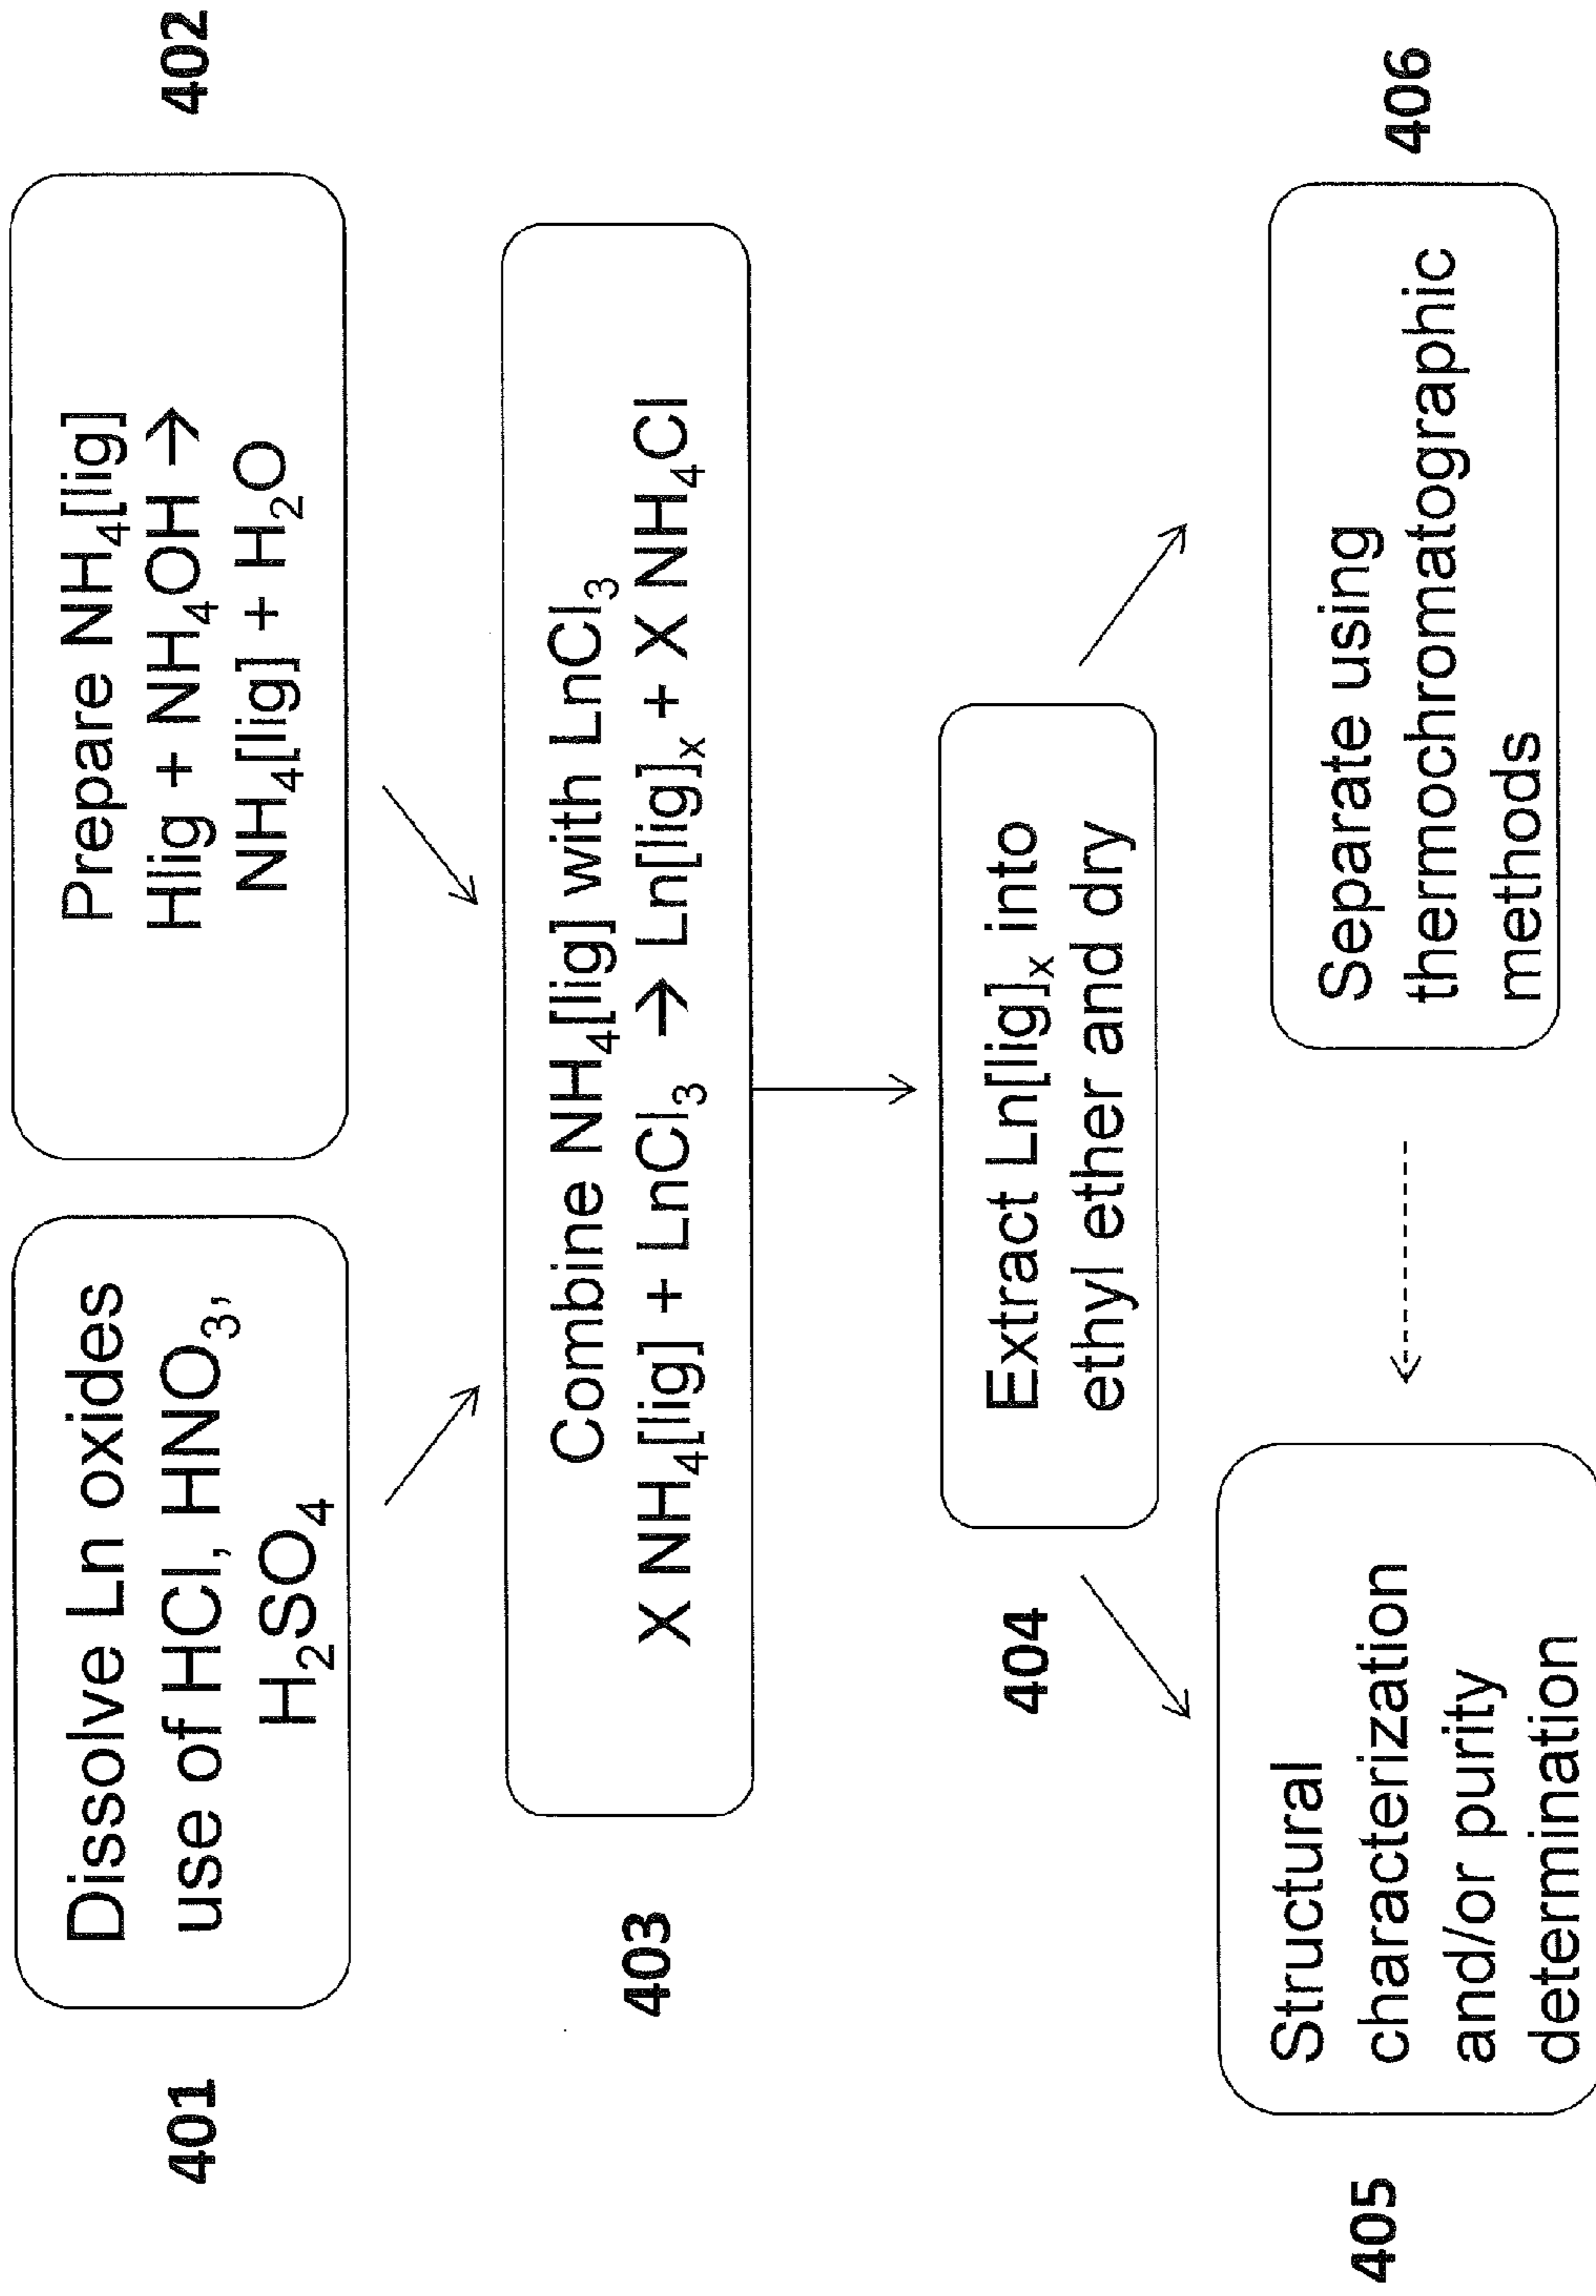 401
Dissolve Ln oxides
use of HCl, HNO₃,
H₂SO₄
Prepare NH₄[lig]
Hlig + NH₄OH →
NH₄[lig] + H₂O
402
403
Combine NH₄[lig] with LnCl₃
X NH₄[lig] + LnCl₃ → Ln[lig]ₓ + X NH₄Cl
404
Extract Ln[lig]ₓ into
ethyl ether and dry
405
Structural
characterization
and/or purity
determination
Separate using
thermochromatographic
methods
406